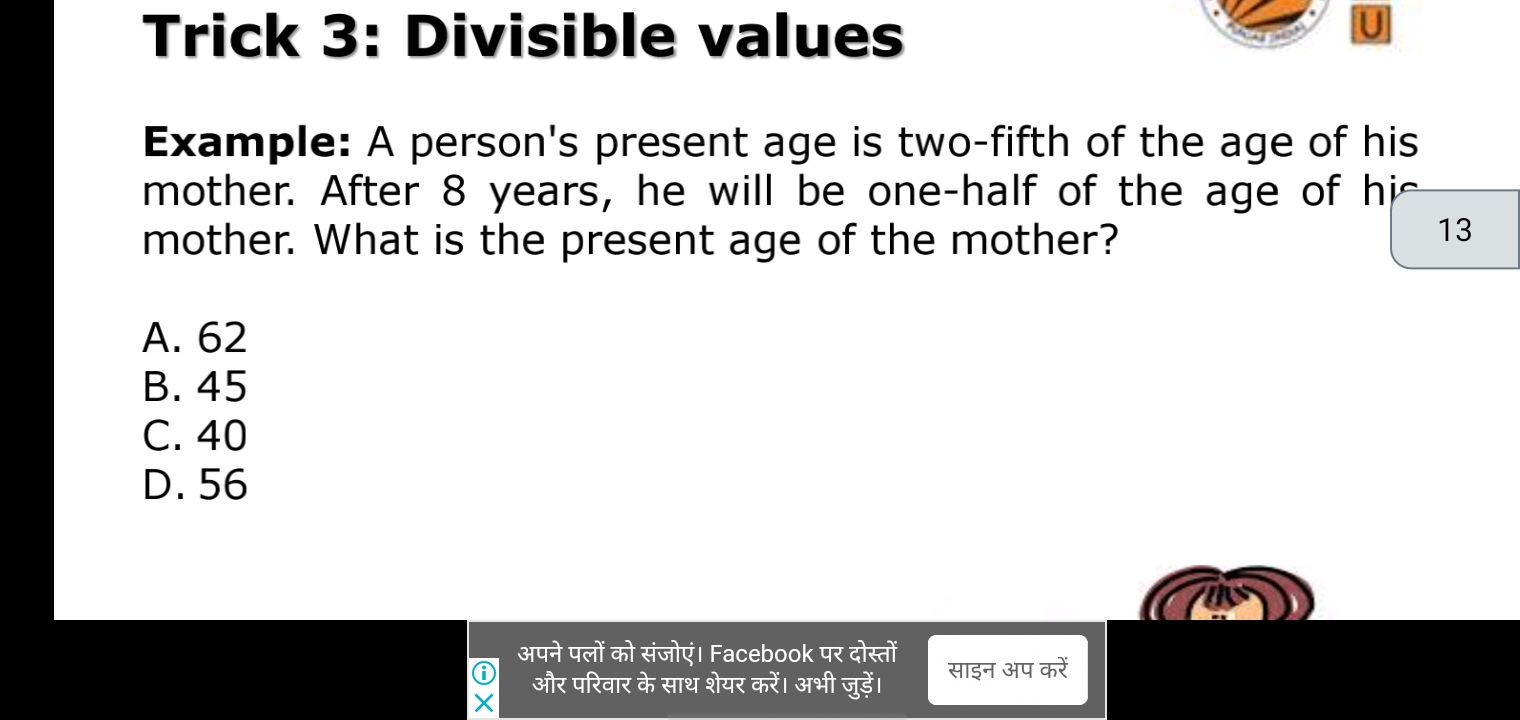 Trick 3: Divisible values
U
Example: A person's present age is two-fifth of the age of his
mother. After 8 years, he will be one-half of the age of his
mother. What is the present age of the mother?
13
A. 62
B. 45
C. 40
D. 56
अपने पलों को संजोएं। Facebook पर दोस्तों
और परिवार के साथ शेयर करें। अभी जुड़ें।
साइन अप करें